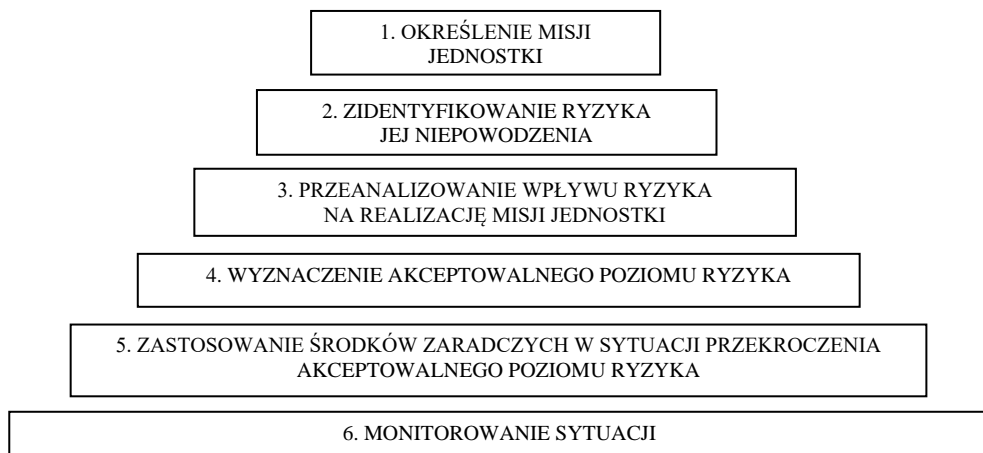 1. OKREŚLENIE MISJI
JEDNOSTKI
2. ZIDENTYFIKOWANIE RYZYKA
JEJ NIEPOWODZENIA
3. PRZEANALIZOWANIE WPŁYWU RYZYKA
NA REALIZACJĘ MISJI JEDNOSTKI
4. WYZNACZENIE AKCEPTOWALNEGO POZIOMU RYZYKA
5. ZASTOSOWANIE ŚRODKÓW ZARADCZYCH W SYTUACJI PRZEKROCZENIA
AKCEPTOWALNEGO POZIOMU RYZYKA
6. MONITOROWANIE SYTUACJI